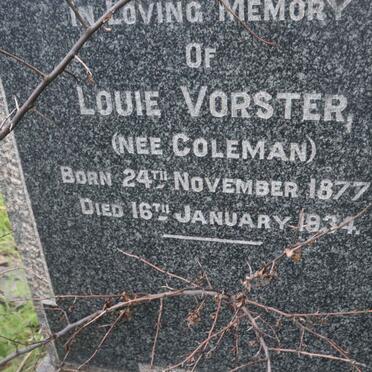 IN LOVING MEMORY
OF
LOUIE VORSTER,
(NEE COLEMAN)
BORN 24TH NOVEMBER 1877
DIED 16TH JANUARY 1934.